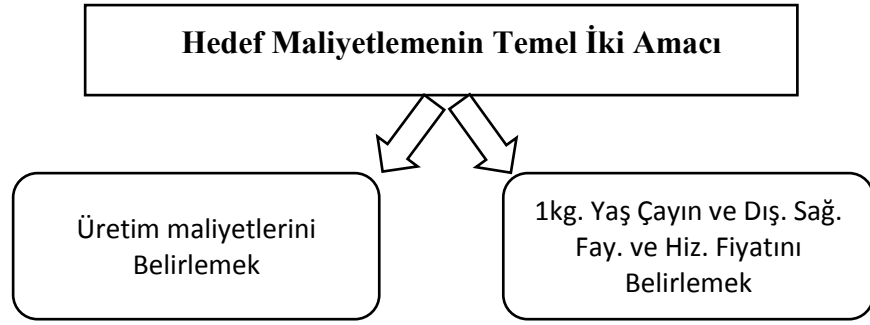 Hedef Maliyetlemenin Temel İki Amacı
Üretim maliyetlerini
Belirlemek
1kg. Yaş Çayın ve Dış. Sağ.
Fay. ve Hiz. Fiyatını
Belirlemek